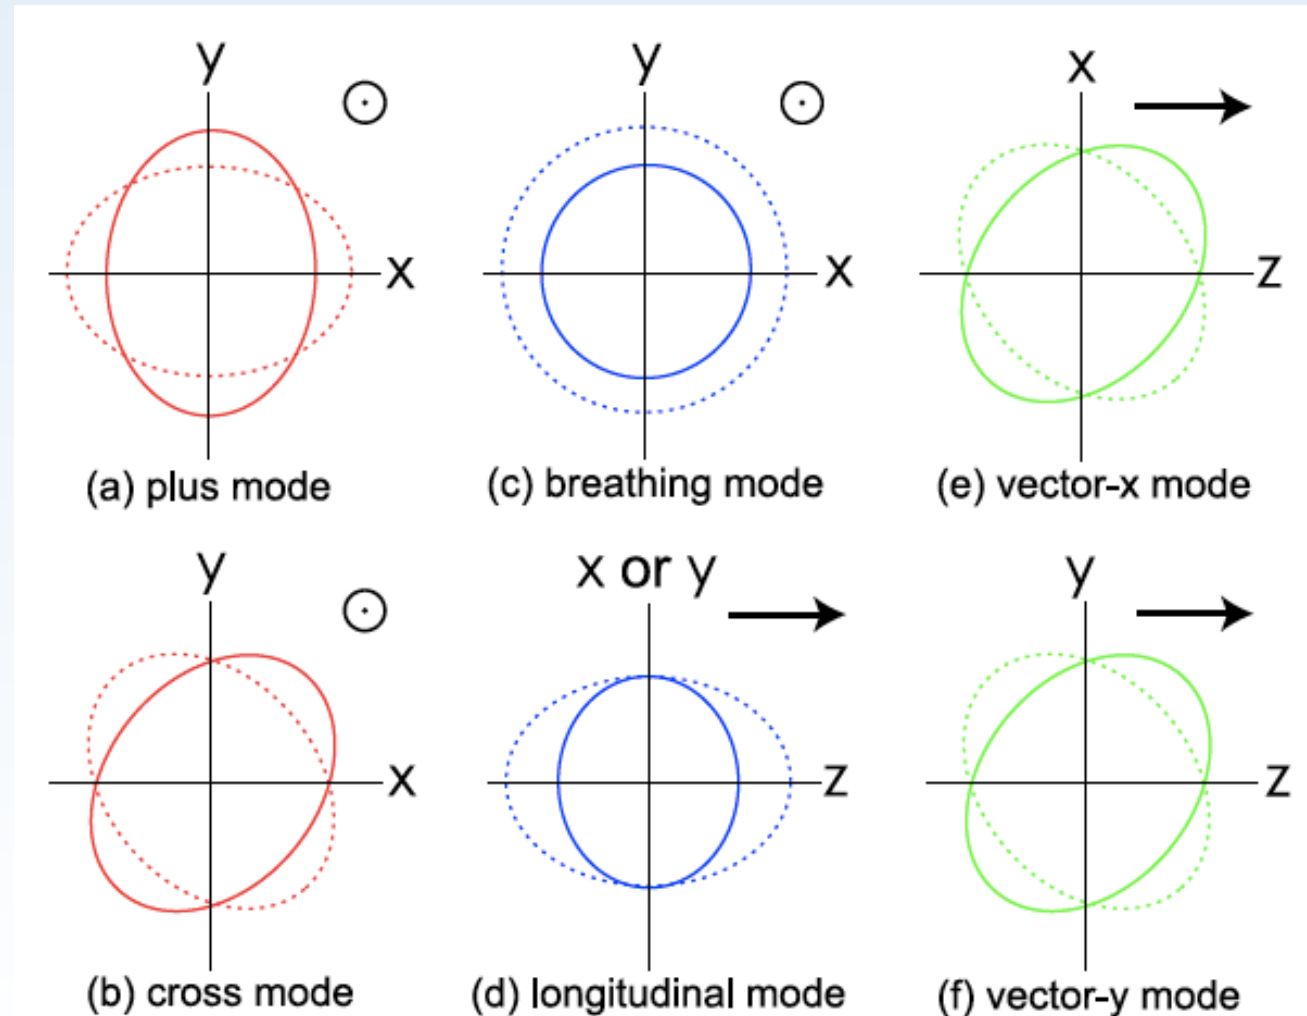 y
x
(a) plus mode
y
x
(c) breathing mode
x
z
(e) vector-x mode
y
x
(b) cross mode
x or y
z
(d) longitudinal mode
y
z
(f) vector-y mode